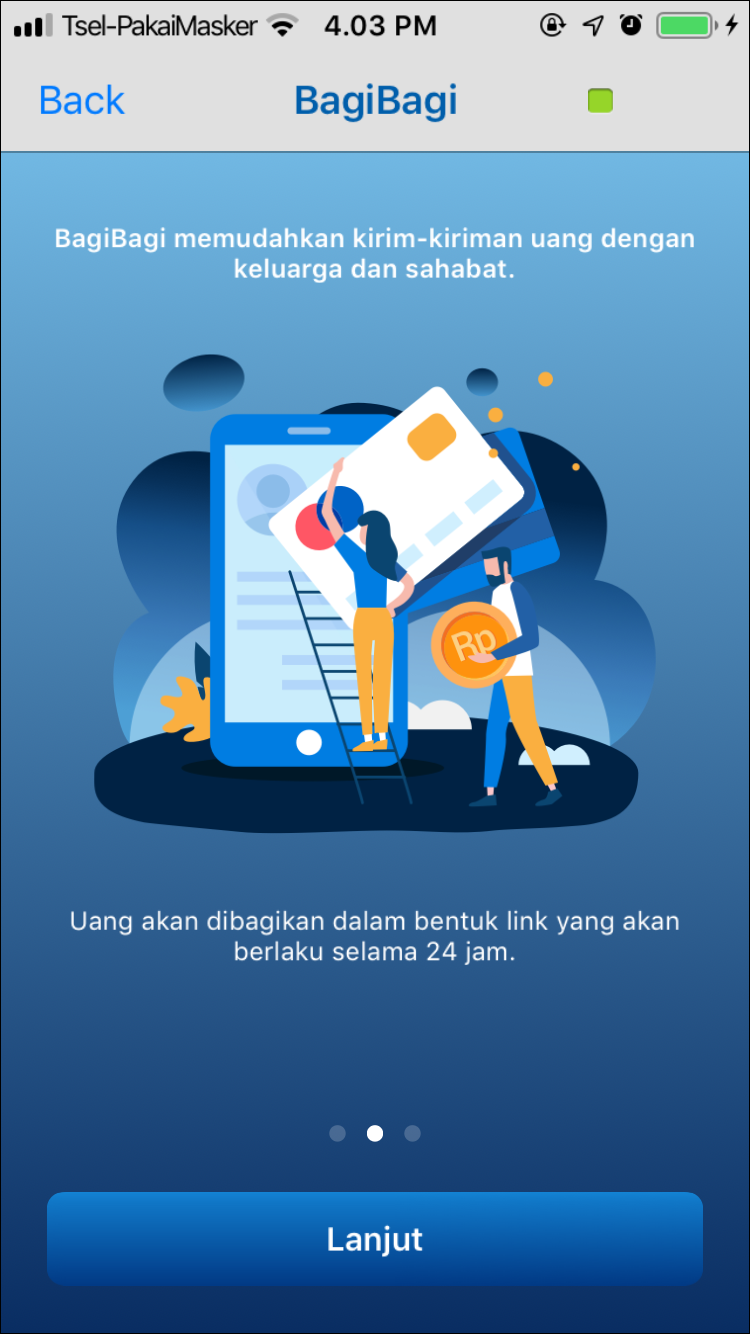 Tsel-PakaiMasker 4.03 PM
Back BagiBagi
BagiBagi memudahkan kirim-kiriman uang dengan
keluarga dan sahabat.
Rp
Uang akan dibagikan dalam bentuk link yang akan
berlaku selama 24 jam.
Lanjut